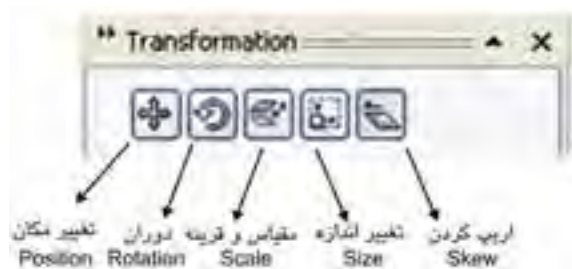 Transformation
تغییر مکان دوران مقیاس و قرینه تغییر اندازه اریب کردن
Position Rotation Scale Size Skew